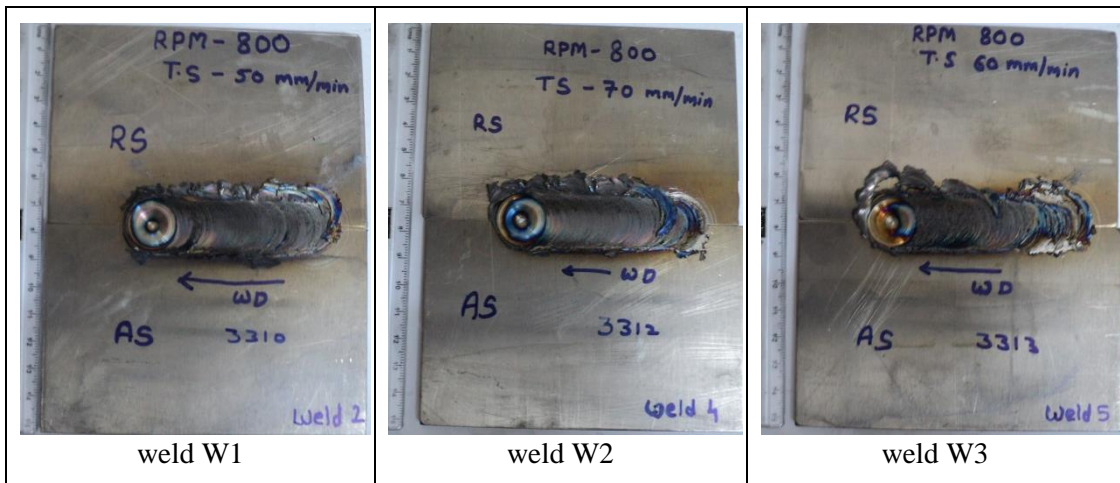 RPM-800
T.S - 50 mm/min
RS
WD
AS 3310
Weld 2
weld W1
RPM-800
TS - 70 mm/min
RS
WD
AS 3312
Weld 4
weld W2
RPM 800
T.S 60 mm/min
RS
WD
AS 3313
Weld 5
weld W3